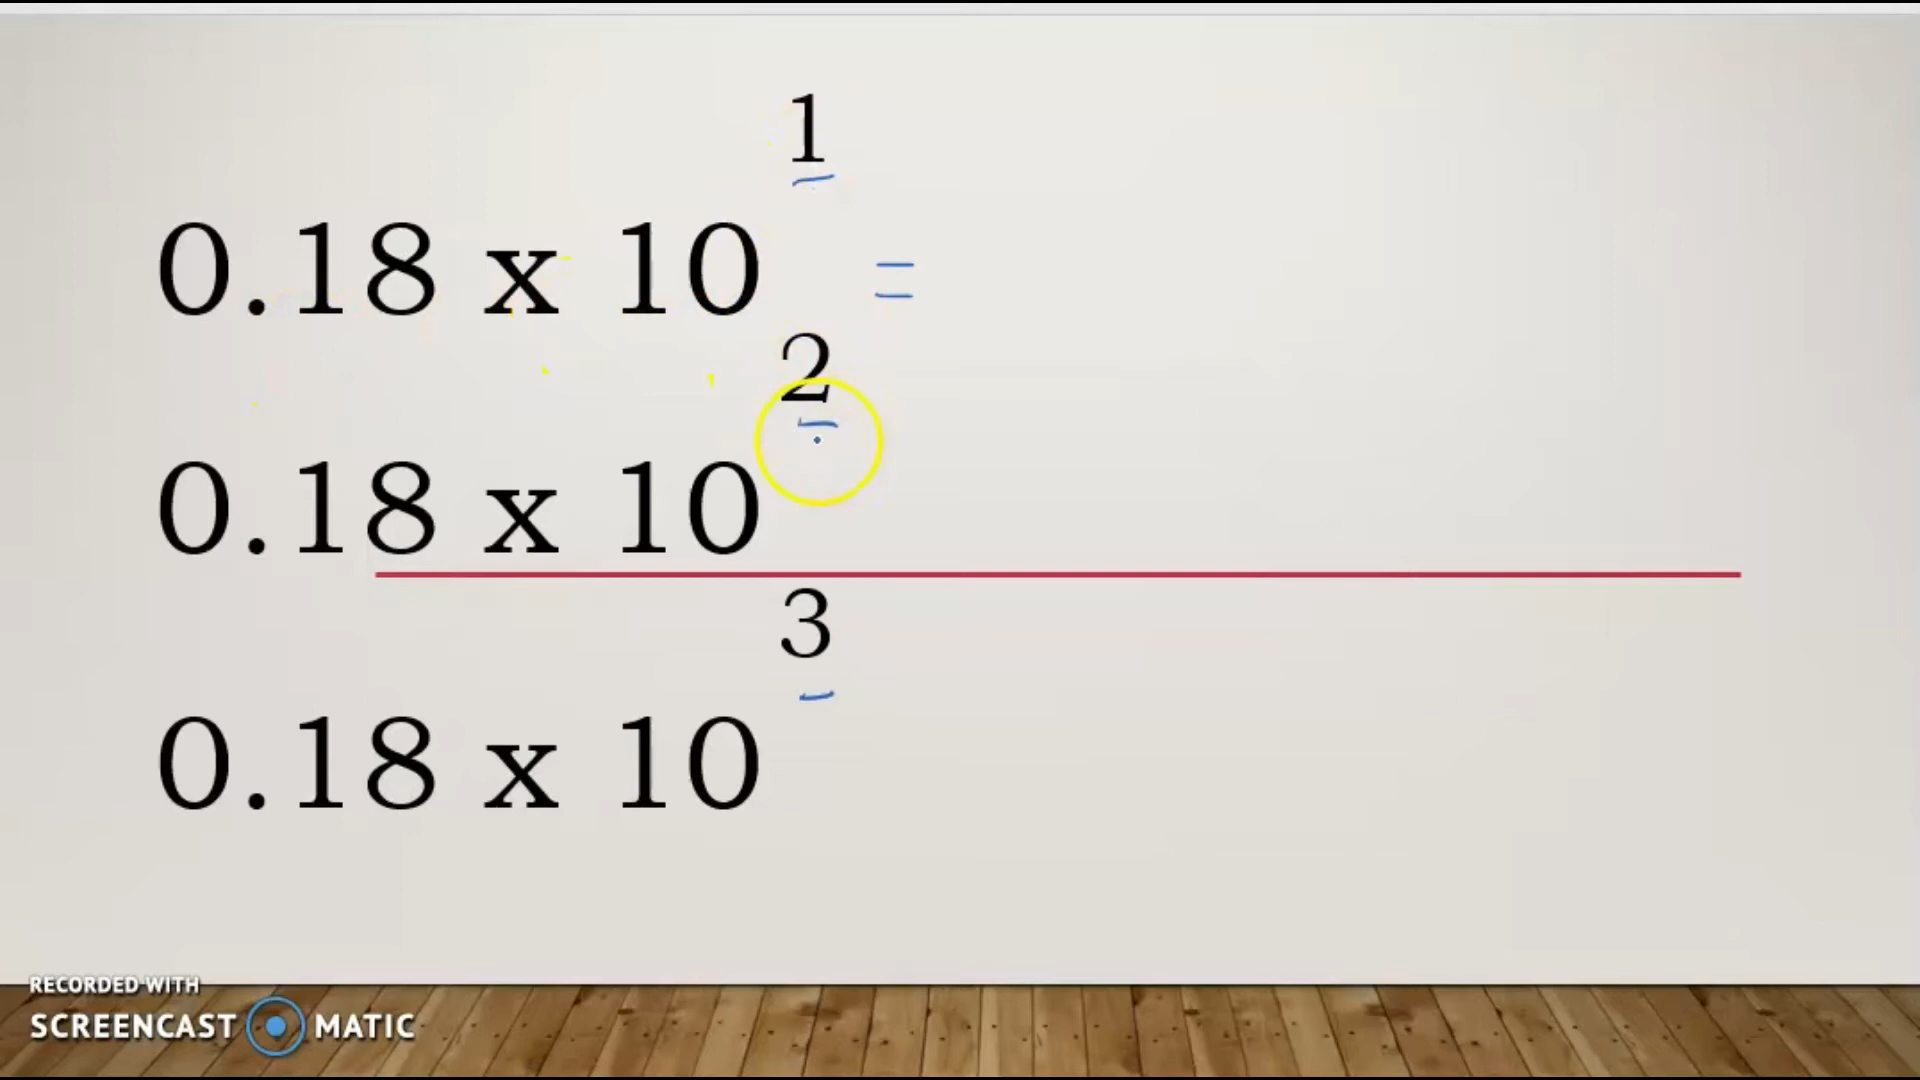 1
0.18 x 10 =
2
0.18 x 10
3
0.18 x 10
RECORDED WITH
SCREENCAST MATIC